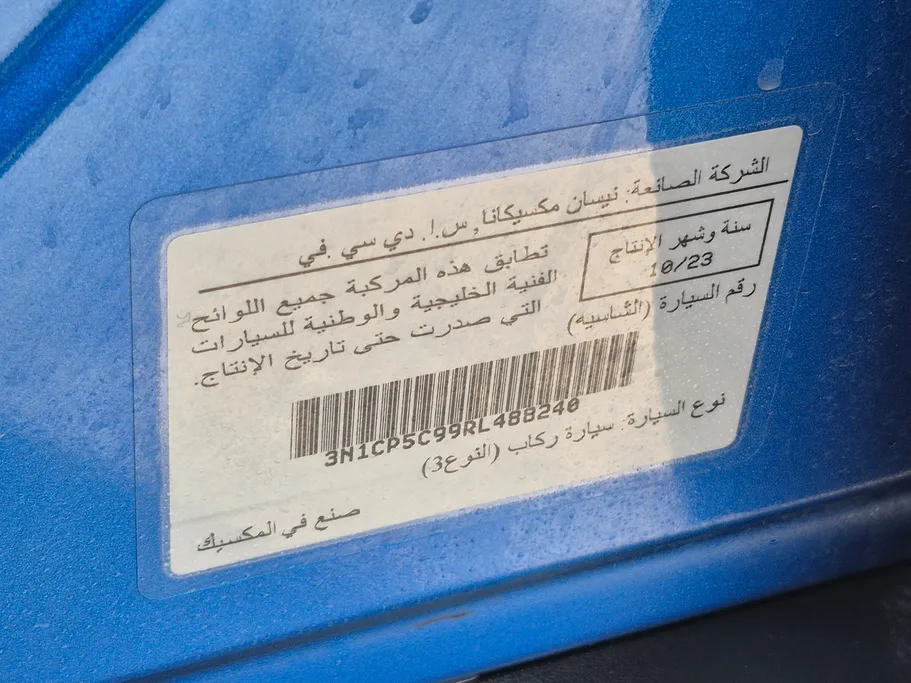 الشركة الصانعة: نيسان مكسيكانا, س.ا. دي سي .في
سنة وشهر الإنتاج
10/23
تطابق هذه المركبة جميع اللوائح
الفنية الخليجية والوطنية للسيارات
التي صدرت حتى تاريخ الإنتاج.
رقم السيارة (الشاسيه)
3N1CP5C99RL488240
نوع السيارة: سيارة ركاب (النوع3)
صنع في المكسيك